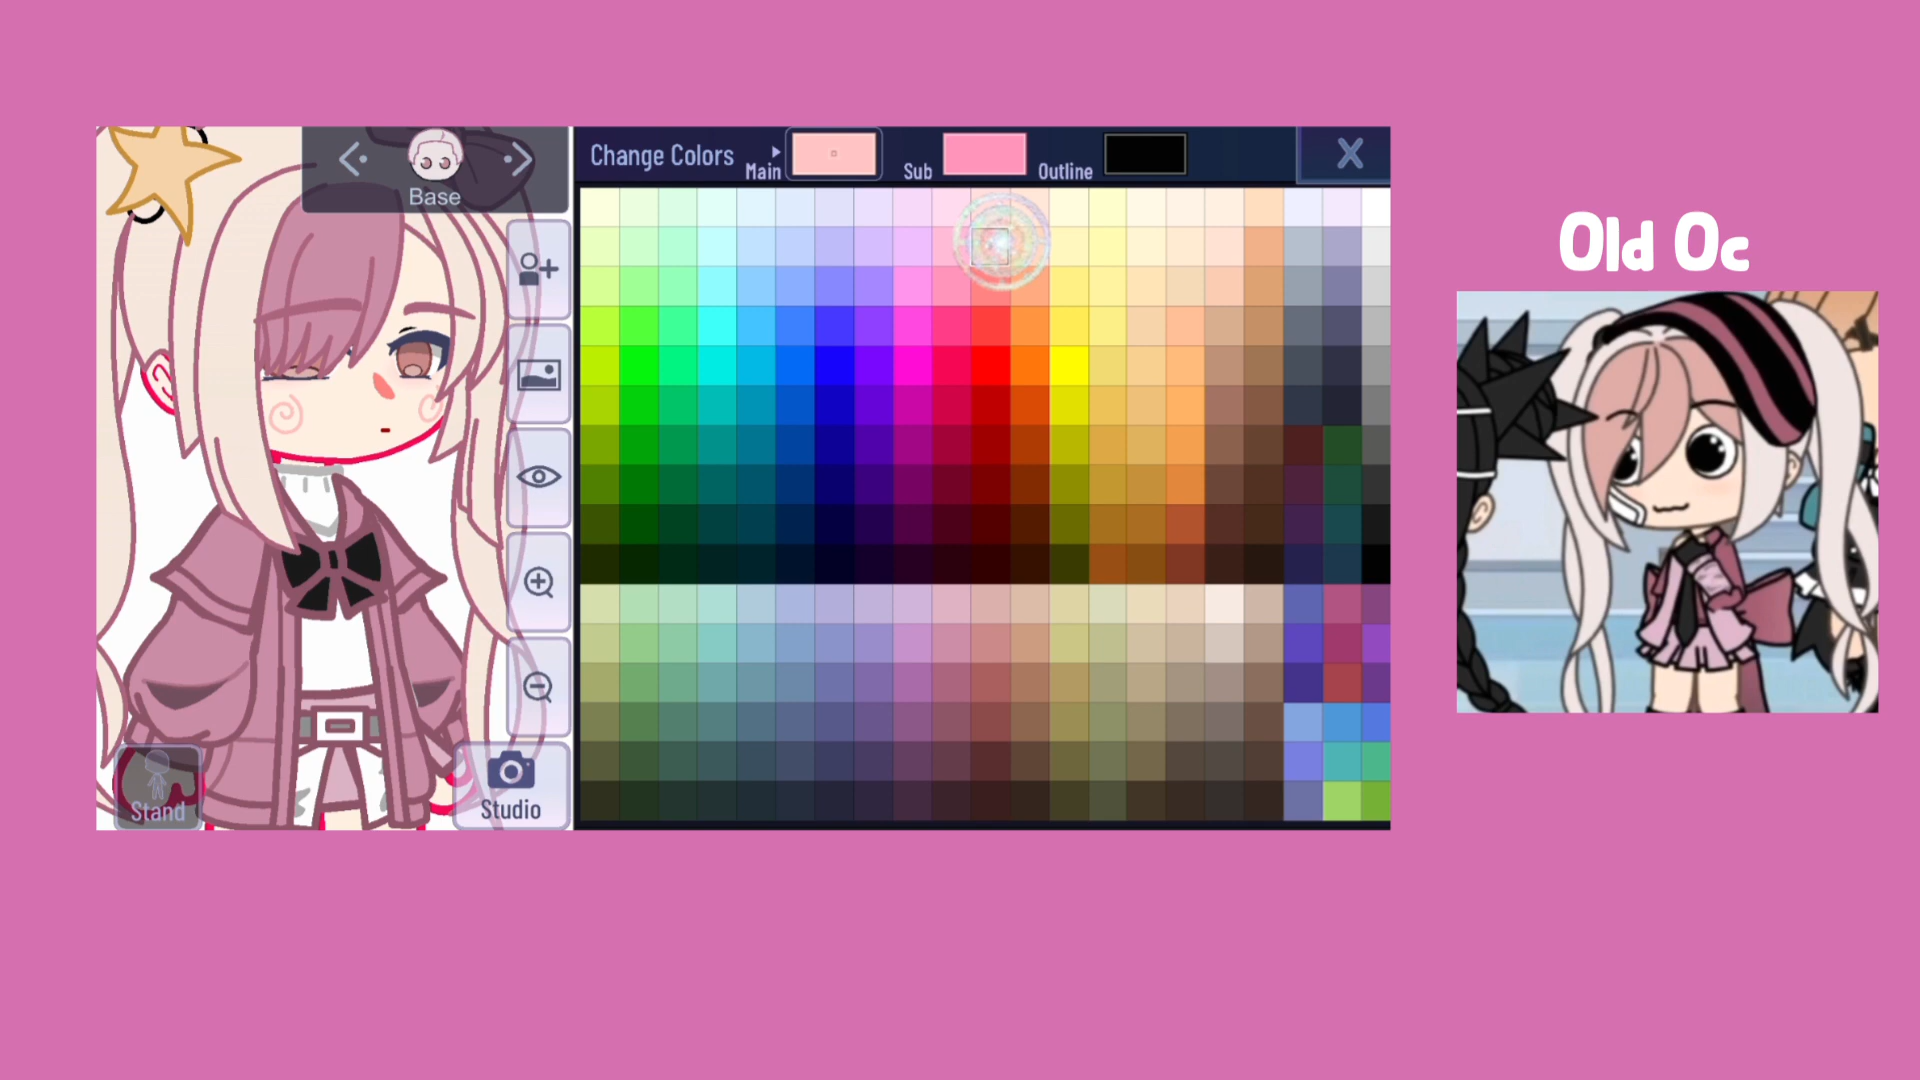 Base
Change Colors
Main
Sub
Outline
X
Old Oc
Stand
Studio